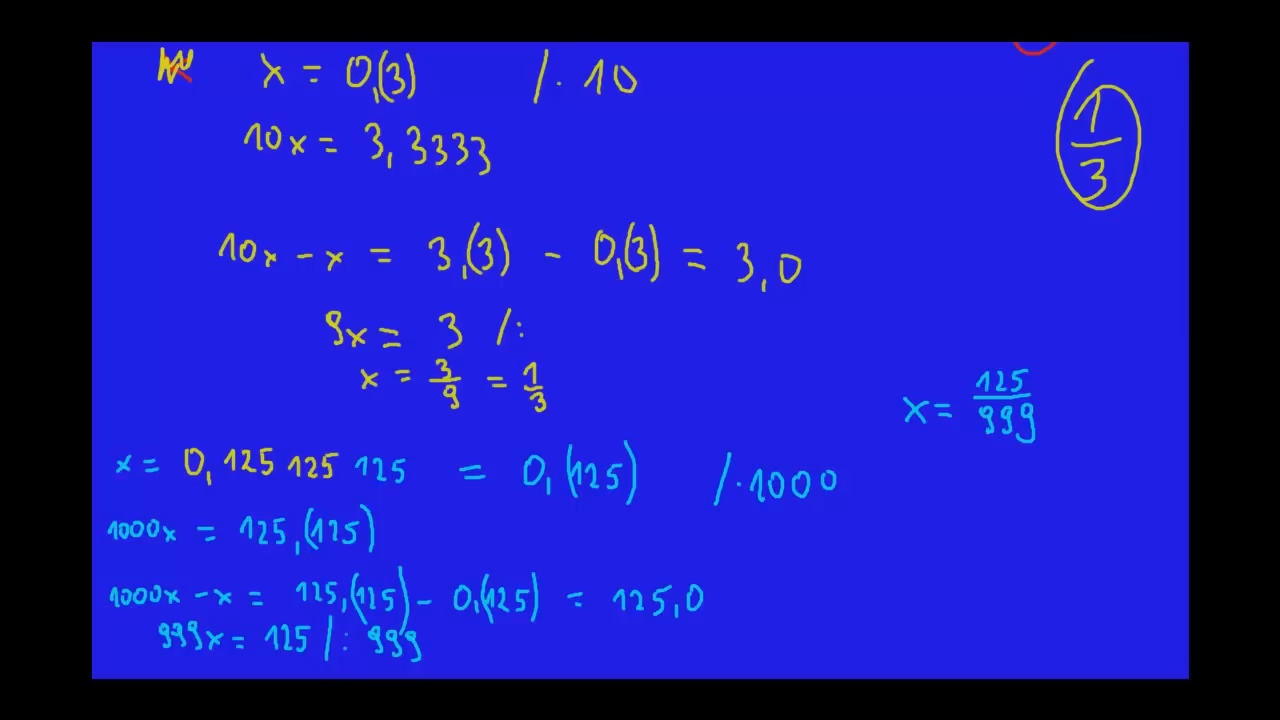 x = 0,(3) / · 10
10x = 3,3333
1/3
10x - x = 3,(3) - 0,(3) = 3,0
9x = 3 / :
x = 3/9 = 1/3
x = 125/999
x = 0,125 125 125 = 0,(125) / · 1000
1000x = 125,(125)
1000x - x = 125,(125) - 0,(125) = 125,0
999x = 125 / : 999